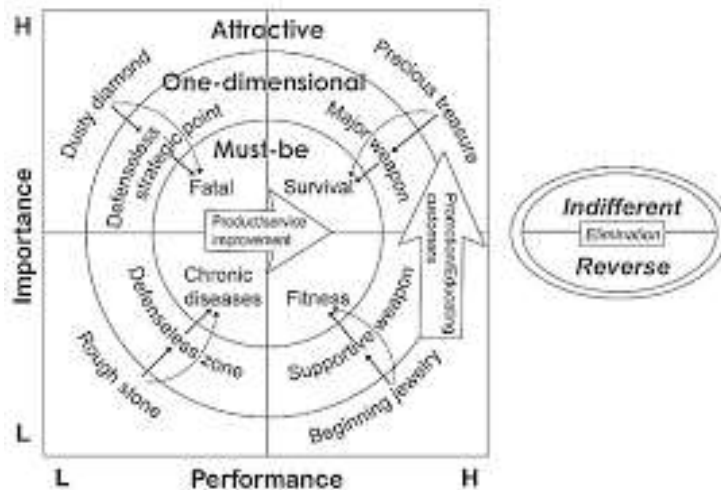 H
Attractive
One-dimensional
Must-be
Dusty diamond
Defenseless
strategic point
Fatal
Survival
Major weapon
Precious treasure
Product/service
improvement
Promotion/Educating
customers
Importance
Chronic
diseases
Fitness
Defenseless zone
Supportive weapon
Rough stone
Beginning jewelry
L
L
Performance
H
Indifferent
Elimination
Reverse